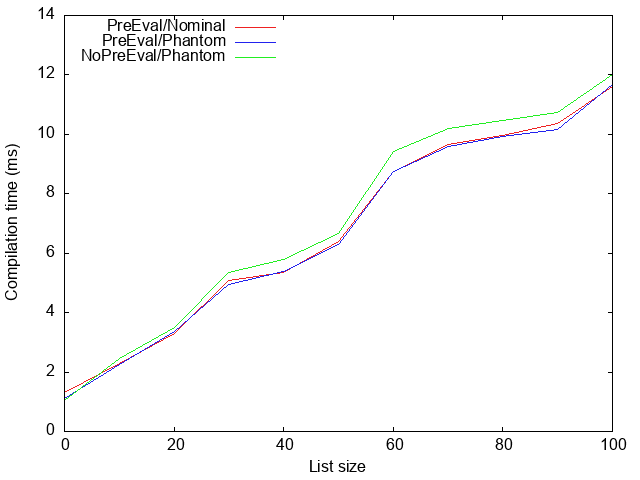 14
12
10
8
6
4
2
0
PreEval/Nominal
PreEval/Phantom
NoPreEval/Phantom
Compilation time (ms)
0 20 40 60 80 100
List size